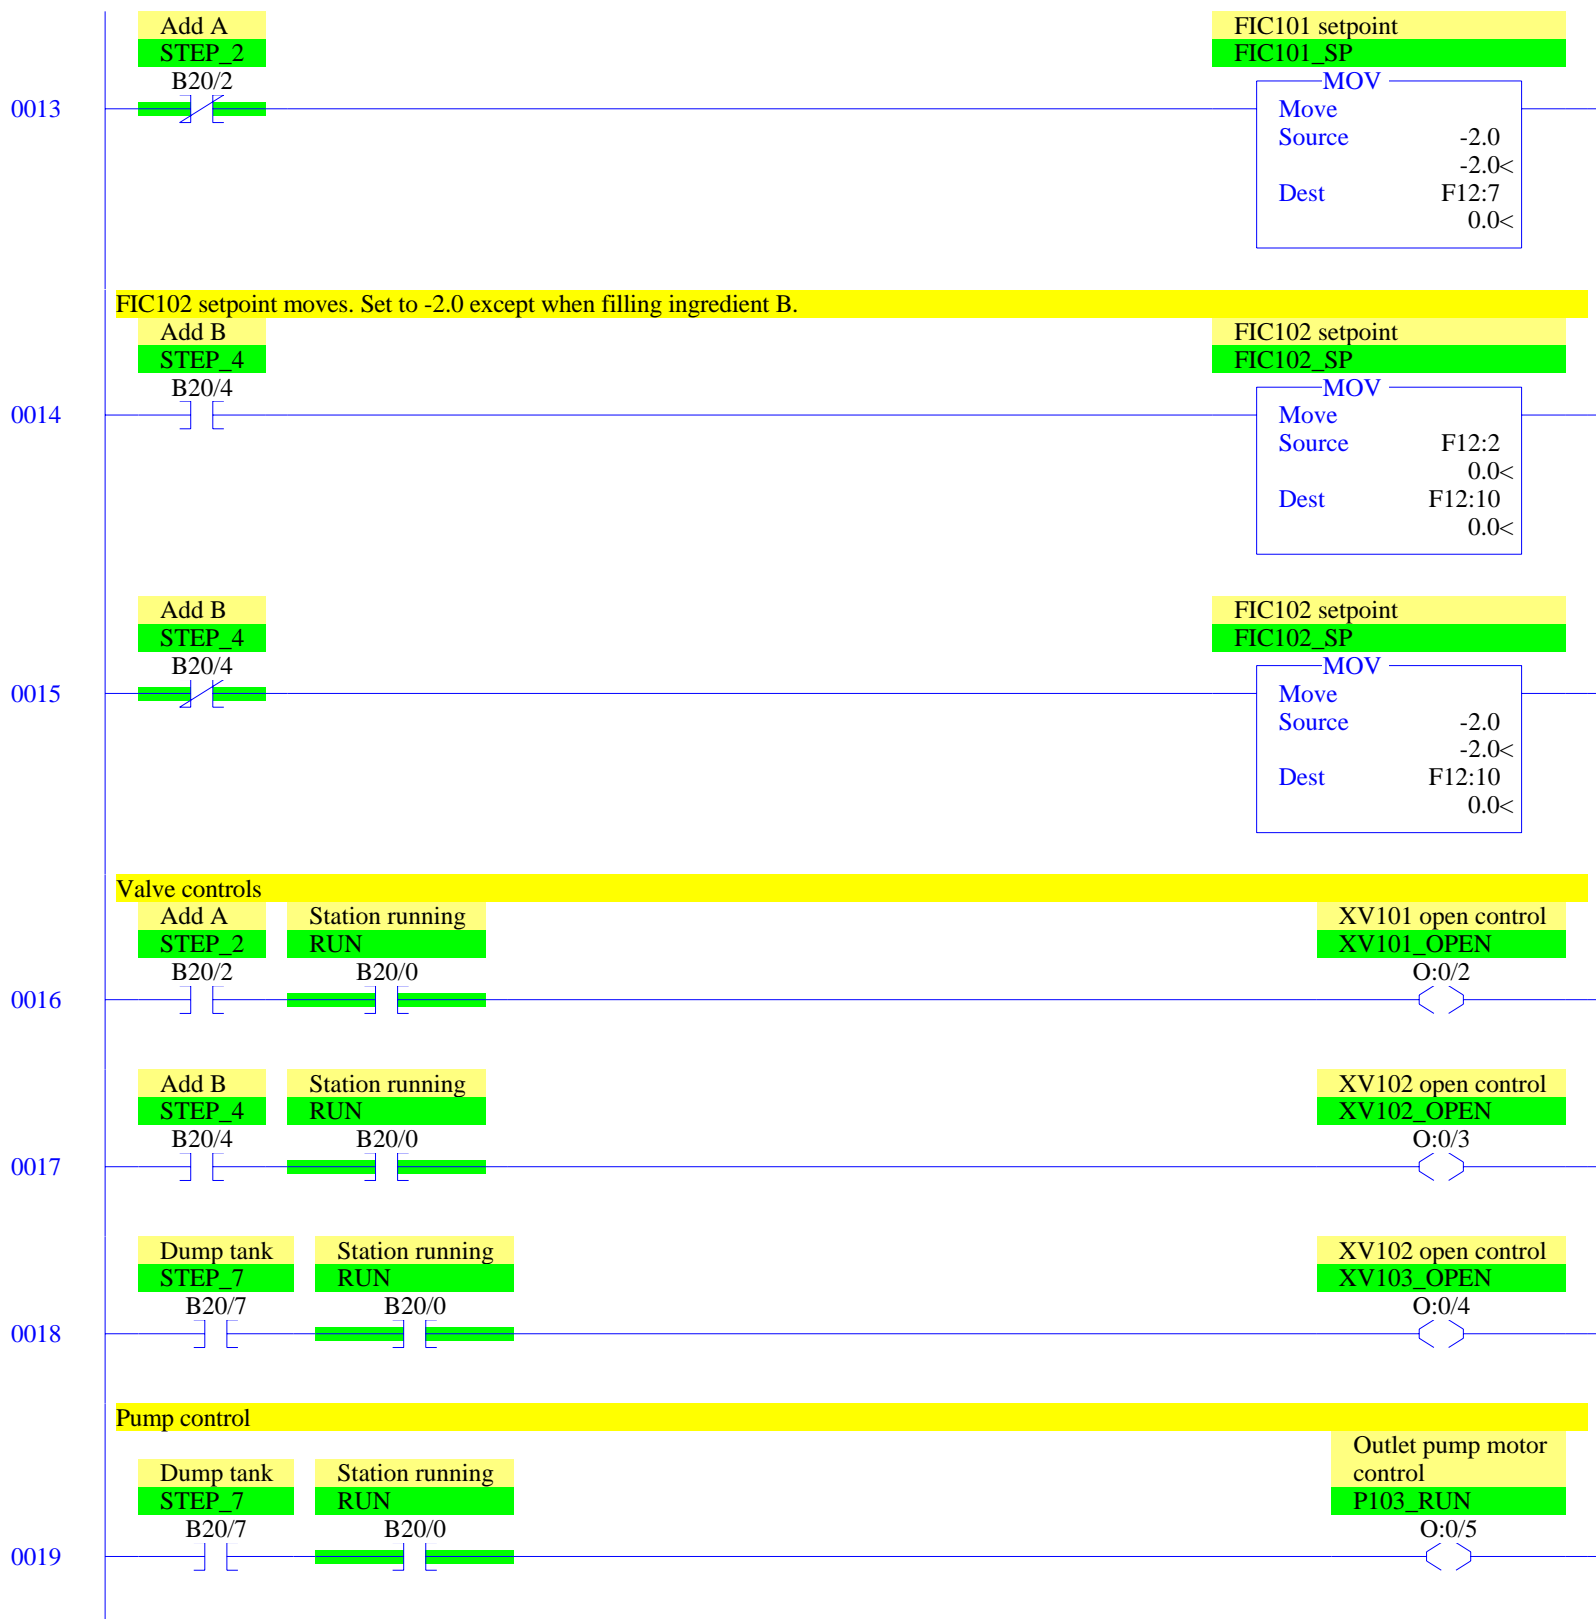 Add A
STEP_2
B20/2
FIC101 setpoint
FIC101_SP
MOV
0013
Move
Source -2.0
-2.0<
Dest F12:7
0.0<
FIC102 setpoint moves. Set to -2.0 except when filling ingredient B.
Add B
STEP_4
B20/4
FIC102 setpoint
FIC102_SP
MOV
0014
Move
Source F12:2
0.0<
Dest F12:10
0.0<
Add B
STEP_4
B20/4
FIC102 setpoint
FIC102_SP
MOV
0015
Move
Source -2.0
-2.0<
Dest F12:10
0.0<
Valve controls
Add A Station running XV101 open control
STEP_2 RUN XV101_OPEN
B20/2 B20/0 O:0/2
0016
Add B Station running XV102 open control
STEP_4 RUN XV102_OPEN
B20/4 B20/0 O:0/3
0017
Dump tank Station running XV102 open control
STEP_7 RUN XV103_OPEN
B20/7 B20/0 O:0/4
0018
Pump control
Outlet pump motor
Dump tank Station running control
STEP_7 RUN P103_RUN
B20/7 B20/0 O:0/5
0019